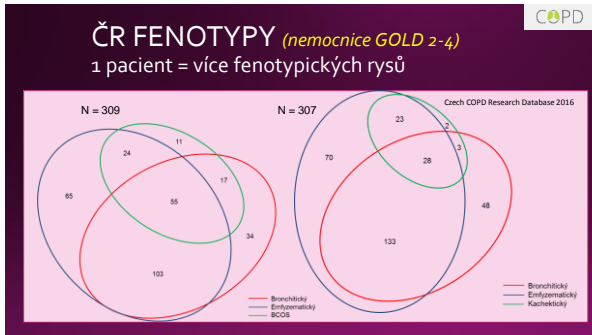 COPD
ČR FENOTYPY (nemocnice GOLD 2-4)
1 pacient = více fenotypických rysů
Czech COPD Research Database 2016
N = 309
11
24
17
65
55
34
103
Bronchitický
Emfyzematický
BCOS
N = 307
23
2
3
70
28
48
133
Bronchitický
Emfyzematický
Kachektický